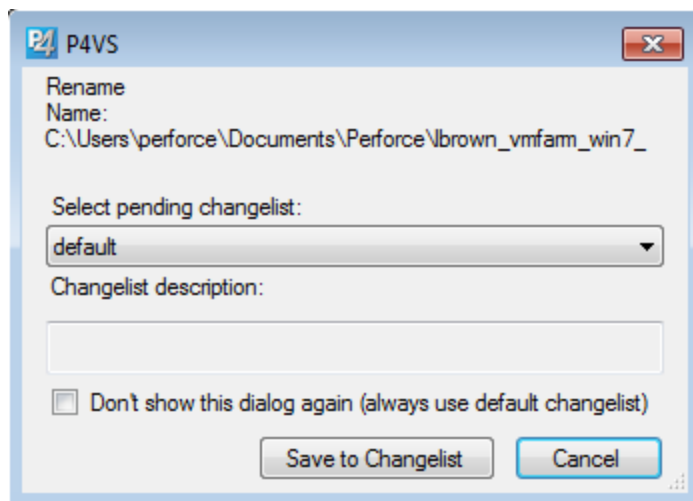 P4 P4VS
Rename
Name:
C:\Users\perforce\Documents\Perforce\lbrown_vmfarm_win7_
Select pending changelist:
default
Changelist description:
Don't show this dialog again (always use default changelist)
Save to Changelist Cancel